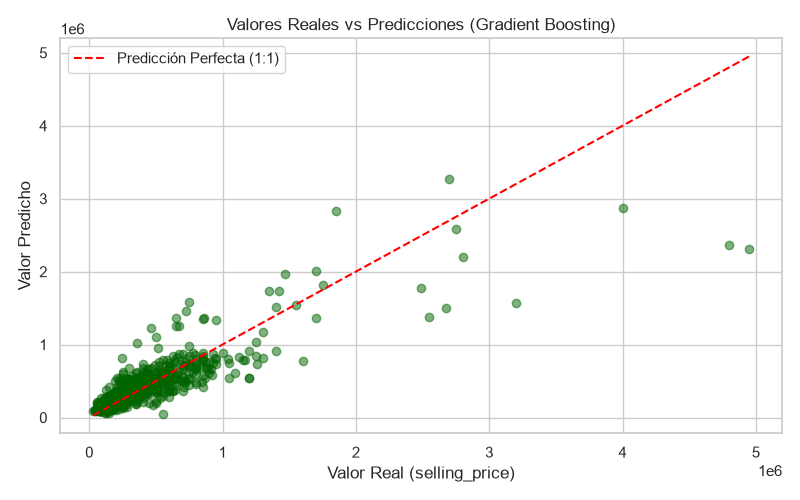 Valores Reales vs Predicciones (Gradient Boosting)
1e6
Predicción Perfecta (1:1)
5
4
3
2
1
0
Valor Predicho
0 1 2 3 4 5
1e6
Valor Real (selling_price)